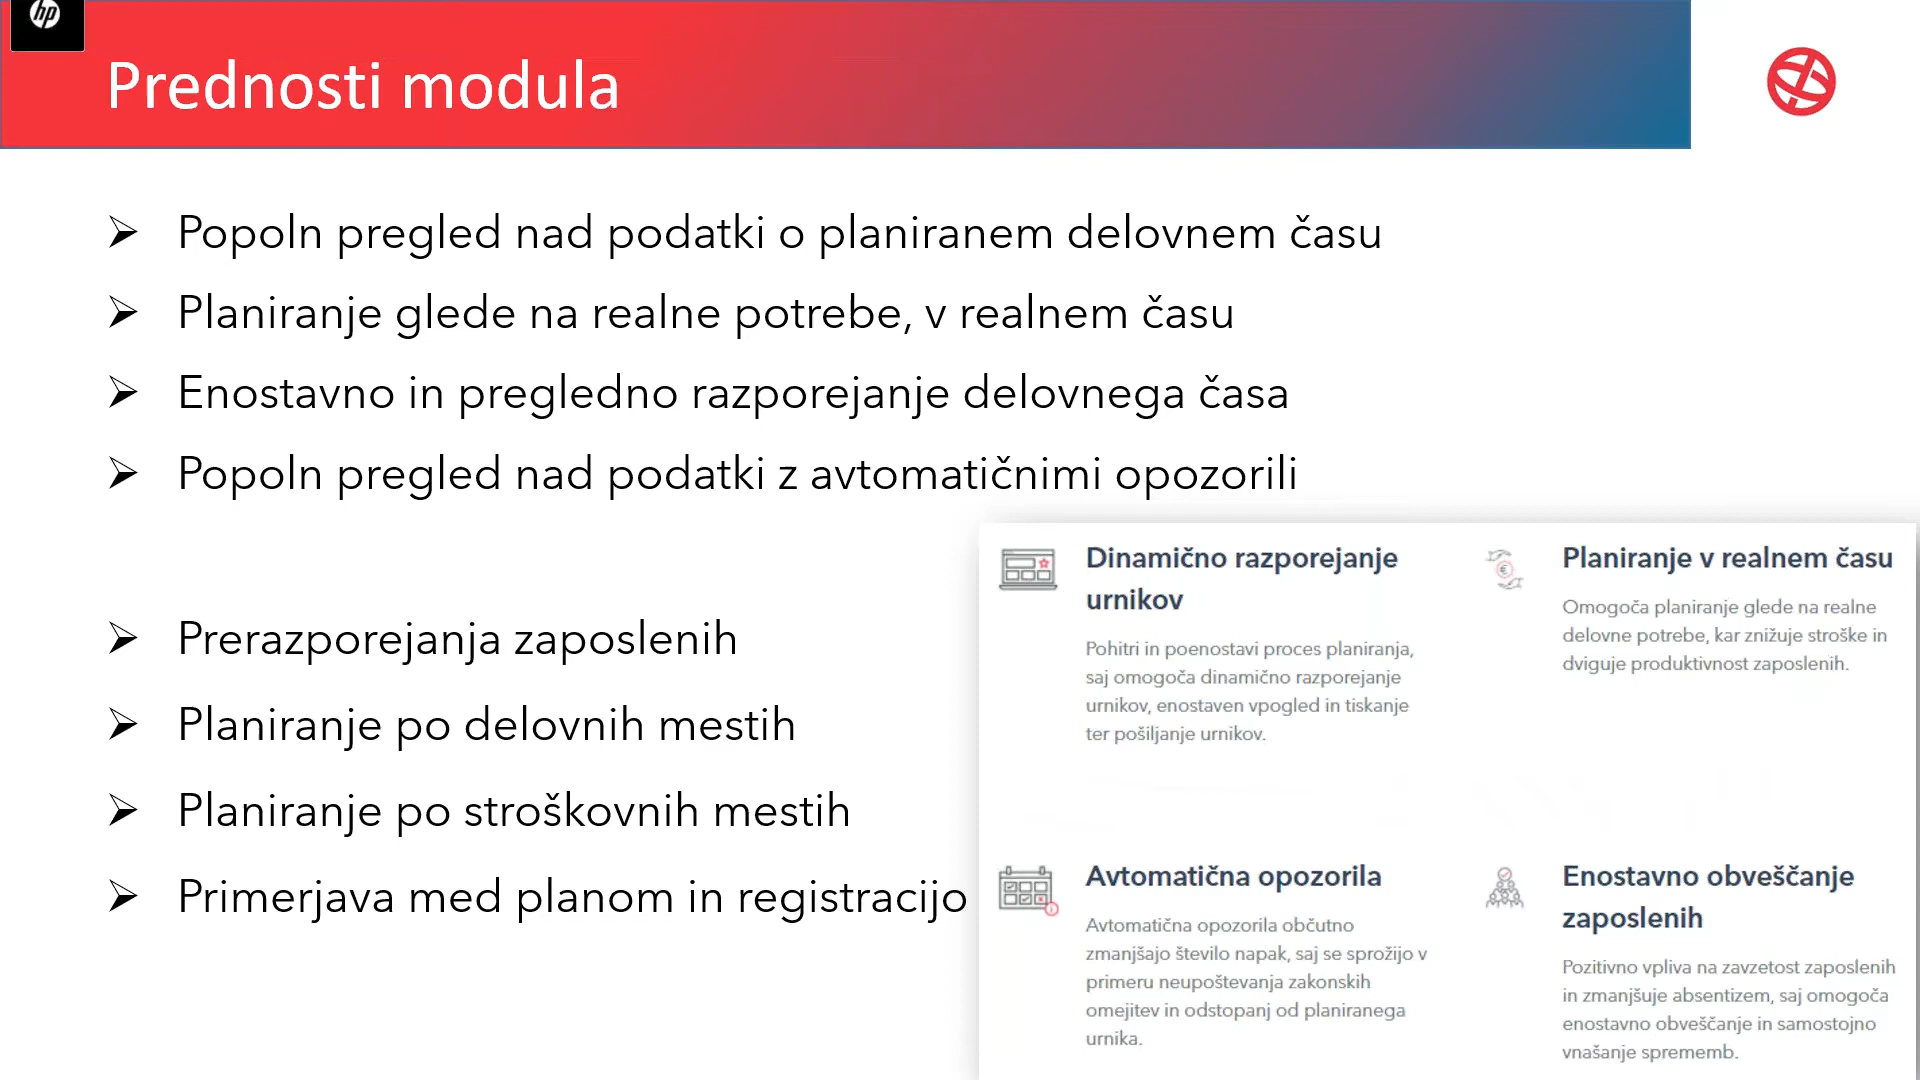 hp
Prednosti modula
Popoln pregled nad podatki o planiranem delovnem času
Planiranje glede na realne potrebe, v realnem času
Enostavno in pregledno razporejanje delovnega časa
Popoln pregled nad podatki z avtomatičnimi opozorili
Prerazporejanja zaposlenih
Planiranje po delovnih mestih
Planiranje po stroškovnih mestih
Primerjava med planom in registracijo
Dinamično razporejanje
urnikov
Pohitri in poenostavi proces planiranja,
saj omogoča dinamično razporejanje
urnikov, enostaven vpogled in tiskanje
ter pošiljanje urnikov.
Planiranje v realnem času
Omogoča planiranje glede na realne
delovne potrebe, kar znižuje stroške in
dviguje produktivnost zaposlenih.
Avtomatična opozorila
Avtomatična opozorila občutno
zmanjšajo število napak, saj se sprožijo v
primeru neupoštevanja zakonskih
omejitev in odstopanj od planiranega
urnika.
Enostavno obveščanje
zaposlenih
Pozitivno vpliva na zavzetost zaposlenih
in zmanjšuje absentizem, saj omogoča
enostavno obveščanje in samostojno
vnašanje sprememb.